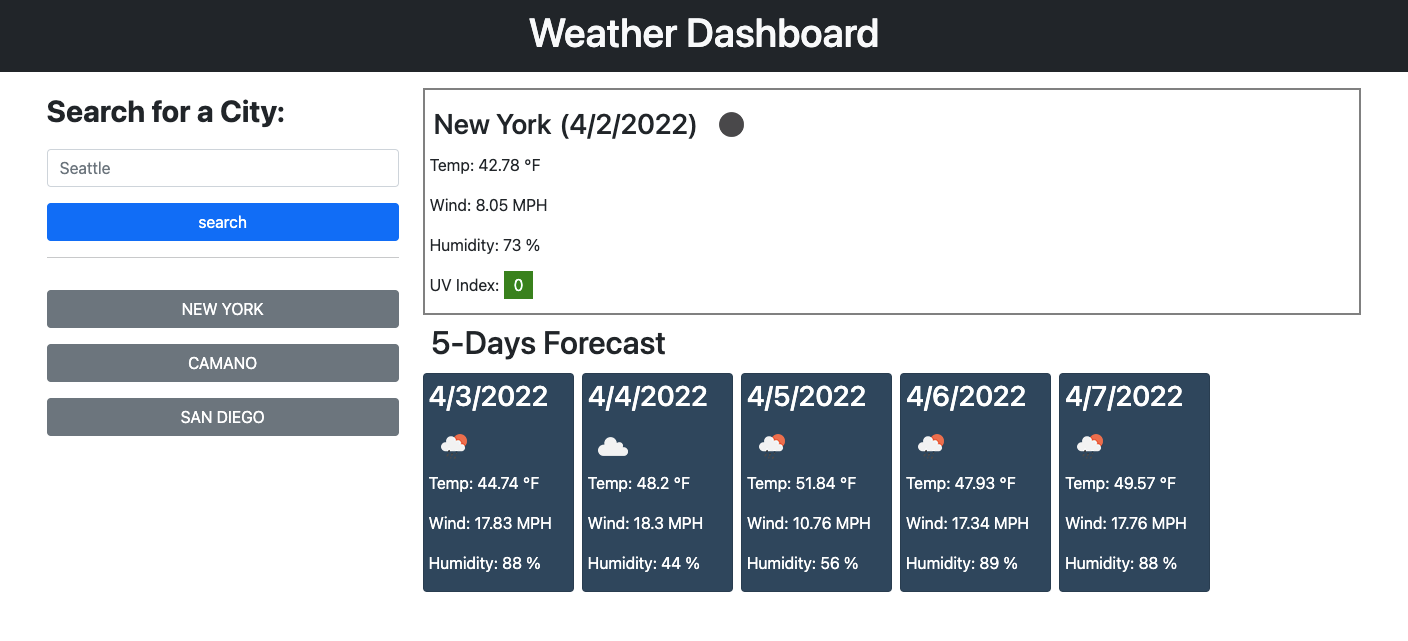 Weather Dashboard
Search for a City:
Seattle
search
NEW YORK
CAMANO
SAN DIEGO
New York (4/2/2022)
Temp: 42.78 °F
Wind: 8.05 MPH
Humidity: 73 %
UV Index: 0
5-Days Forecast
4/3/2022
Temp: 44.74 °F
Wind: 17.83 MPH
Humidity: 88 %
4/4/2022
Temp: 48.2 °F
Wind: 18.3 MPH
Humidity: 44 %
4/5/2022
Temp: 51.84 °F
Wind: 10.76 MPH
Humidity: 56 %
4/6/2022
Temp: 47.93 °F
Wind: 17.34 MPH
Humidity: 89 %
4/7/2022
Temp: 49.57 °F
Wind: 17.76 MPH
Humidity: 88 %